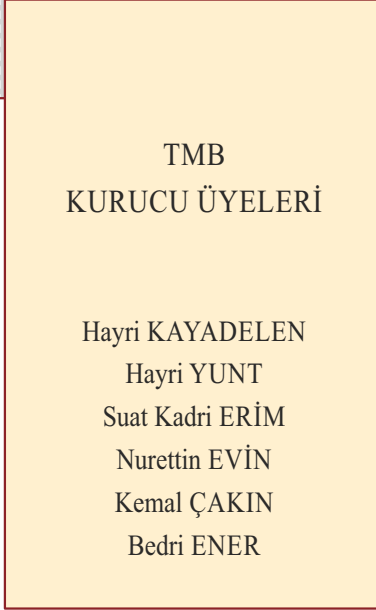 TMB
KURUCU ÜYELERİ
Hayri KAYADELEN
Hayri YUNT
Suat Kadri ERİM
Nurettin EVİN
Kemal ÇAKIN
Bedri ENER